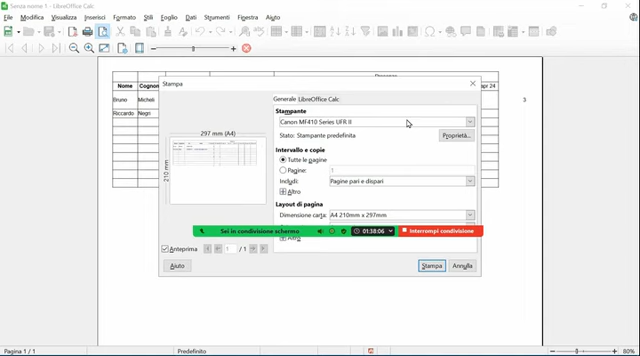 Senza nome 1 - LibreOffice Calc
File Modifica Visualizza Inserisci Formato Stili Foglio Dati Strumenti Finestra Aiuto
Nome Cognom
apr 24
Bruno Micheli
3
Riccardo Negri
Stampa
Generale LibreOffice Calc
Stampante
Canon MF410 Series UFR II
Stato: Stampante predefinita
Proprietà...
297 mm (A4)
210 mm
Intervallo e copie
Tutte le pagine
Pagine: 1
Includi: Pagine pari e dispari
Altro
Layout di pagina
Dimensione carta: A4 210mm x 297mm
Sei in condivisione schermo
01:38:06
Interrompi condivisione
Altro
Anteprima
1 / 1
Aiuto
Stampa
Annulla
Pagina 1 / 1
Predefinito
80%